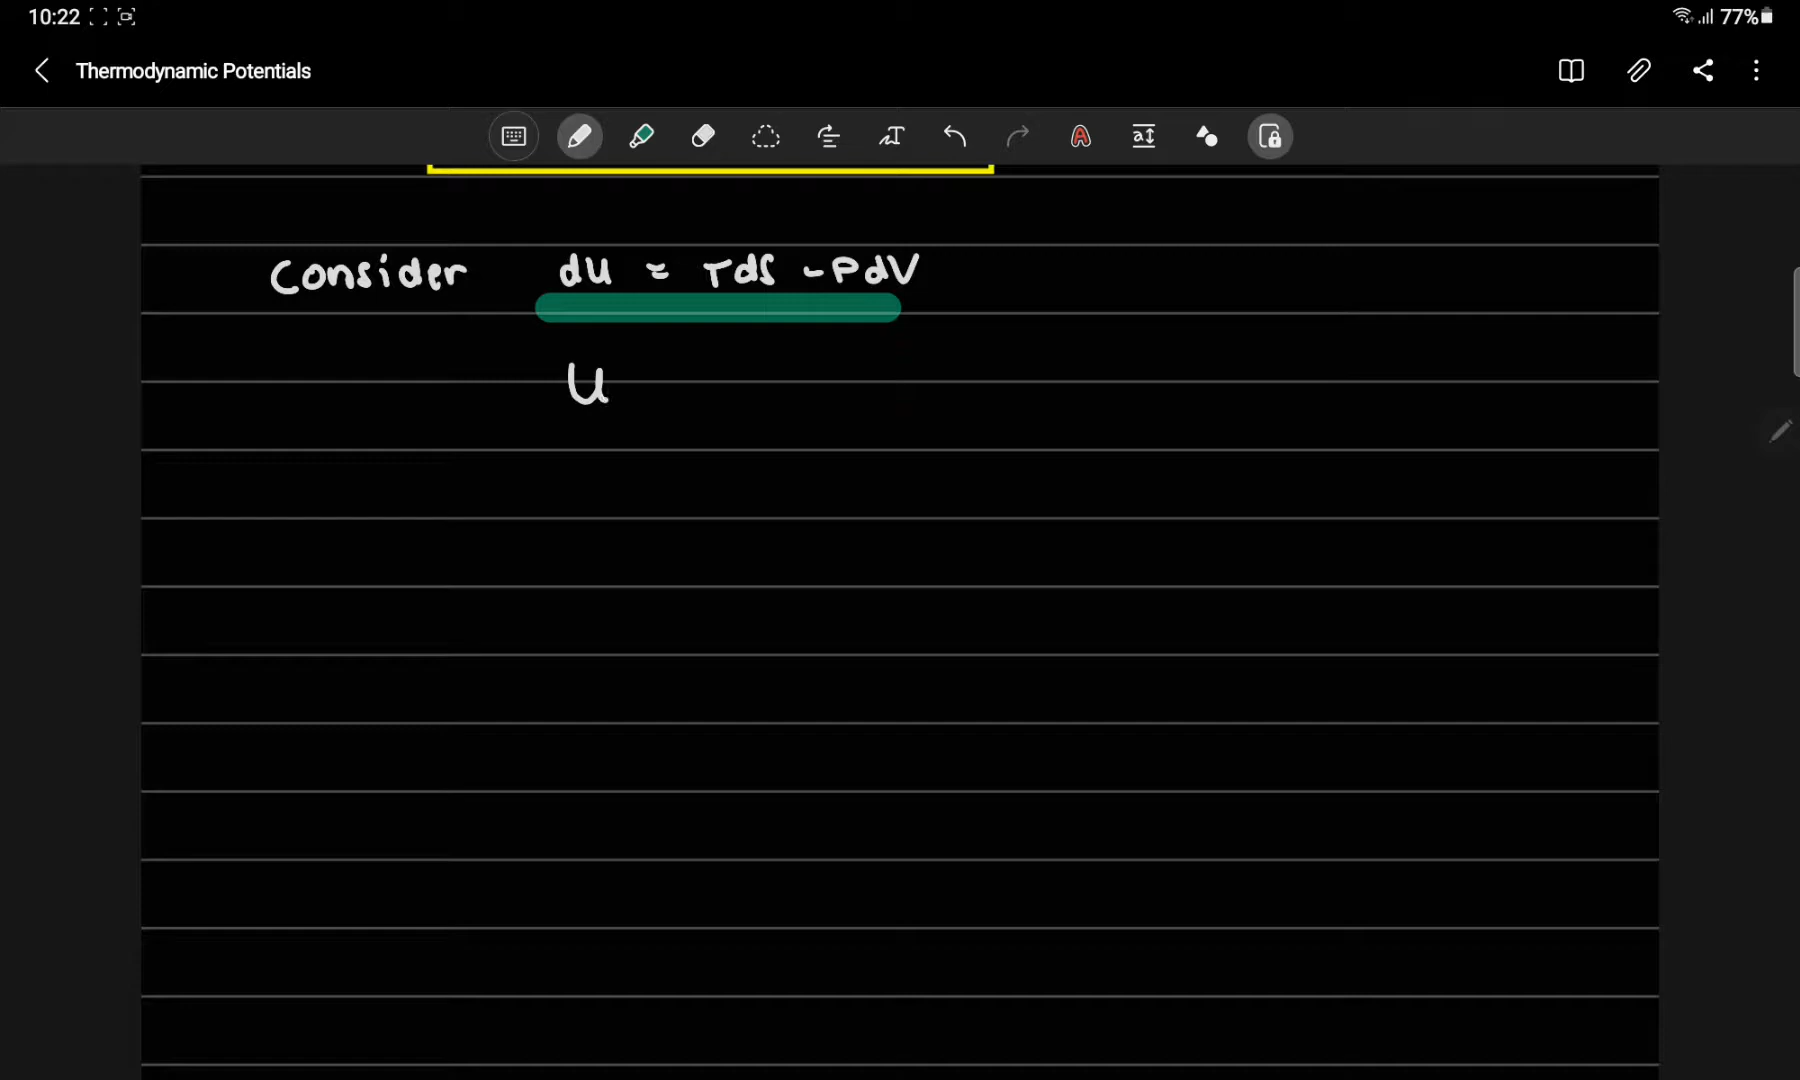 10:22 77%
Thermodynamic Potentials
Consider du = Tds - PdV
U